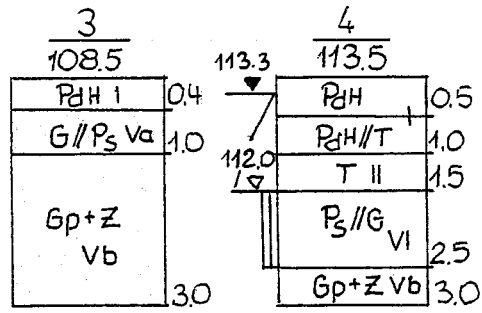 3
108.5
PdH I
0.4
G//Ps Va
1.0
Gp+Z
Vb
3.0
4
113.5
113.3
PdH
0.5
PdH//T
1.0
112.0
T II
1.5
Ps//G
VI
2.5
Gp+Z Vb
3.0